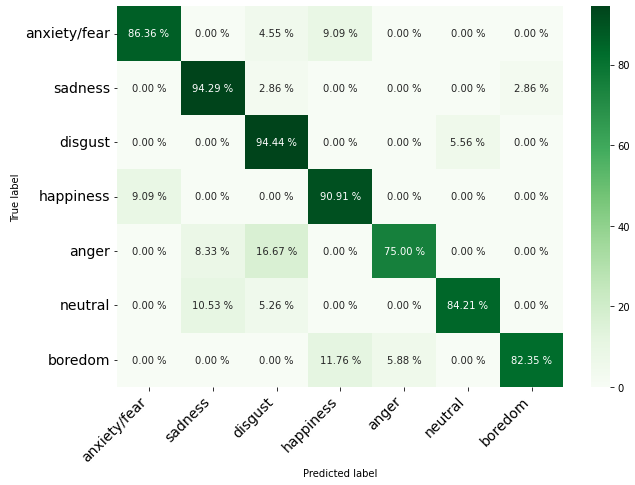 anxiety/fear 86.36 % 0.00 % 4.55 % 9.09 % 0.00 % 0.00 % 0.00 %
sadness 0.00 % 94.29 % 2.86 % 0.00 % 0.00 % 0.00 % 2.86 %
disgust 0.00 % 0.00 % 94.44 % 0.00 % 0.00 % 5.56 % 0.00 %
happiness 9.09 % 0.00 % 0.00 % 90.91 % 0.00 % 0.00 % 0.00 %
anger 0.00 % 8.33 % 16.67 % 0.00 % 75.00 % 0.00 % 0.00 %
neutral 0.00 % 10.53 % 5.26 % 0.00 % 0.00 % 84.21 % 0.00 %
boredom 0.00 % 0.00 % 0.00 % 11.76 % 5.88 % 0.00 % 82.35 %
True label
anxiety/fear sadness disgust happiness anger neutral boredom
Predicted label
80
60
40
20
0